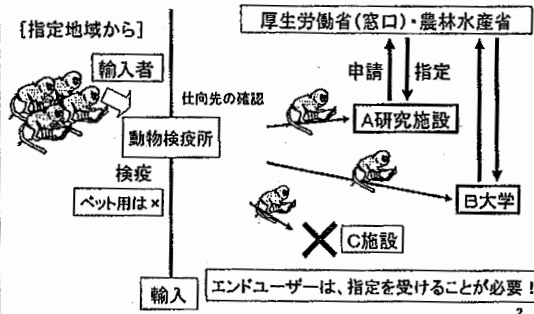 [指定地域から]
厚生労働省(窓口)・農林水産省
輸入者
仕向先の確認
申請
指定
動物検疫所
A研究施設
検疫
ペット用は×
B大学
C施設
輸入
エンドユーザーは、指定を受けることが必要!
2